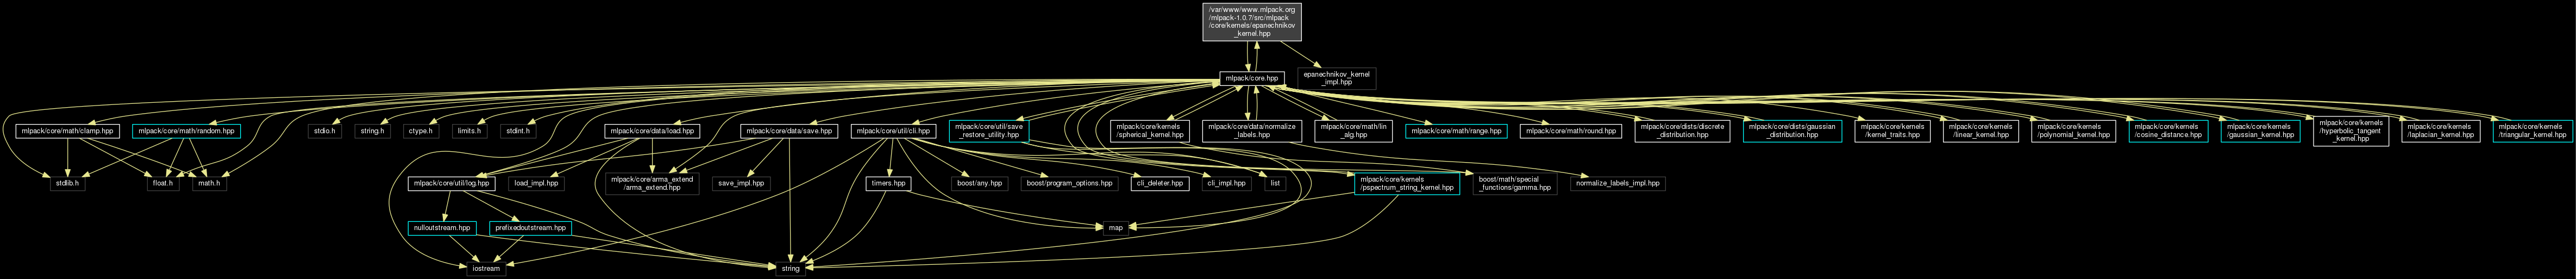 /var/www/www.mlpack.org
/mlpack-1.0.7/src/mlpack
/core/kernels/epanechnikov
_kernel.hpp
mlpack/core.hpp
epanechnikov_kernel
_impl.hpp
mlpack/core/math/clamp.hpp
mlpack/core/math/random.hpp
stdio.h
string.h
ctype.h
limits.h
stdint.h
mlpack/core/data/load.hpp
mlpack/core/data/save.hpp
mlpack/core/util/cli.hpp
mlpack/core/util/save
_restore_utility.hpp
mlpack/core/kernels
/spherical_kernel.hpp
mlpack/core/data/normalize
_labels.hpp
mlpack/core/math/lin
_alg.hpp
mlpack/core/math/range.hpp
mlpack/core/math/round.hpp
mlpack/core/dists/discrete
_distribution.hpp
mlpack/core/dists/gaussian
_distribution.hpp
mlpack/core/kernels
/kernel_traits.hpp
mlpack/core/kernels
/linear_kernel.hpp
mlpack/core/kernels
/polynomial_kernel.hpp
mlpack/core/kernels
/cosine_distance.hpp
mlpack/core/kernels
/gaussian_kernel.hpp
mlpack/core/kernels
/hyperbolic_tangent
_kernel.hpp
mlpack/core/kernels
/laplacian_kernel.hpp
mlpack/core/kernels
/triangular_kernel.hpp
stdlib.h
float.h
math.h
mlpack/core/util/log.hpp
load_impl.hpp
mlpack/core/arma_extend
/arma_extend.hpp
save_impl.hpp
timers.hpp
boost/any.hpp
boost/program_options.hpp
cli_deleter.hpp
cli_impl.hpp
list
mlpack/core/kernels
/pspectrum_string_kernel.hpp
boost/math/special
_functions/gamma.hpp
normalize_labels_impl.hpp
nulloutstream.hpp
prefixedoutstream.hpp
map
iostream
string